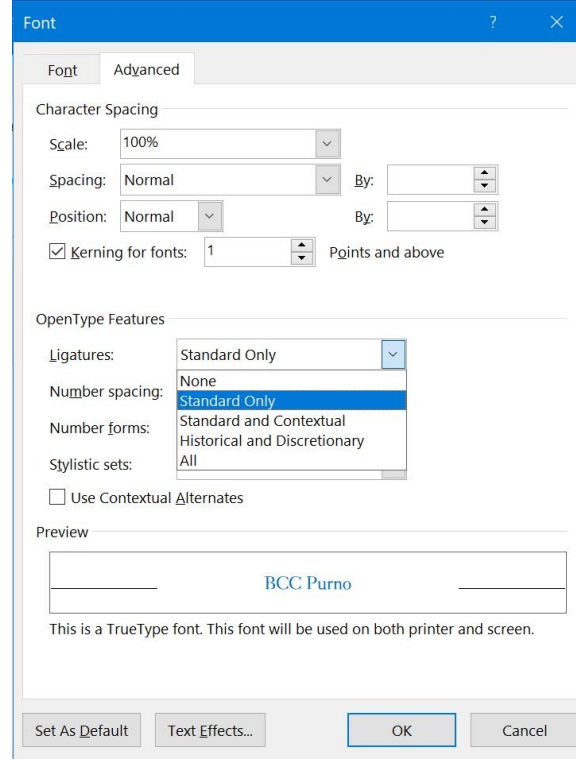 Font ?
Font Advanced
Character Spacing
Scale: 100%
Spacing: Normal By:
Position: Normal By:
Kerning for fonts: 1 Points and above
OpenType Features
Ligatures: Standard Only
None
Number spacing: Standard Only
Standard and Contextual
Number forms: Historical and Discretionary
All
Stylistic sets:
Use Contextual Alternates
Preview
BCC Purno
This is a TrueType font. This font will be used on both printer and screen.
Set As Default Text Effects... OK Cancel